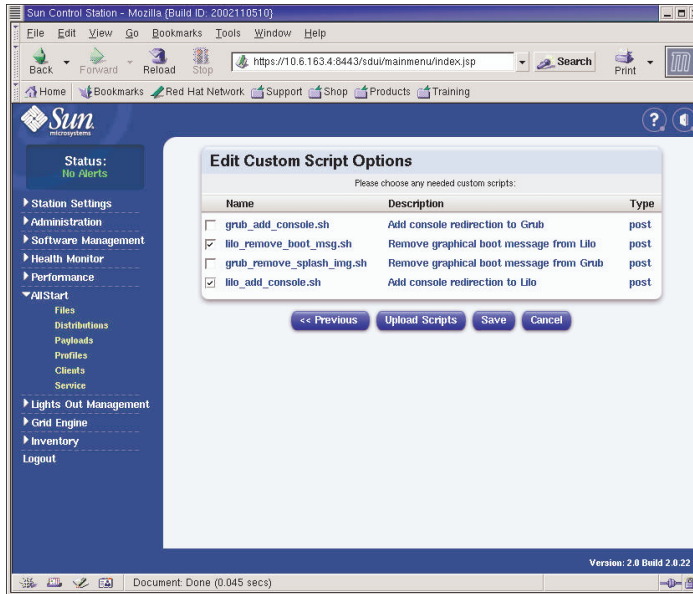 Sun Control Station - Mozilla {Build ID: 2002110510}
File Edit View Go Bookmarks Tools Window Help
Back Forward Reload Stop https://10.6.163.4:8443/sdui/mainmenu/index.jsp Search Print
Home Bookmarks Red Hat Network Support Shop Products Training
Sun
microsystems
?
Status:
No Alerts
Station Settings
Administration
Software Management
Health Monitor
Performance
AllStart
Files
Distributions
Payloads
Profiles
Clients
Service
Lights Out Management
Grid Engine
Inventory
Logout
Edit Custom Script Options
Please choose any needed custom scripts:
Name Description Type
grub_add_console.sh Add console redirection to Grub post
lilo_remove_boot_msg.sh Remove graphical boot message from Lilo post
grub_remove_splash_img.sh Remove graphical boot message from Grub post
lilo_add_console.sh Add console redirection to Lilo post
<< Previous Upload Scripts Save Cancel
Version: 2.0 Build 2.0.22
Document: Done (0.045 secs)